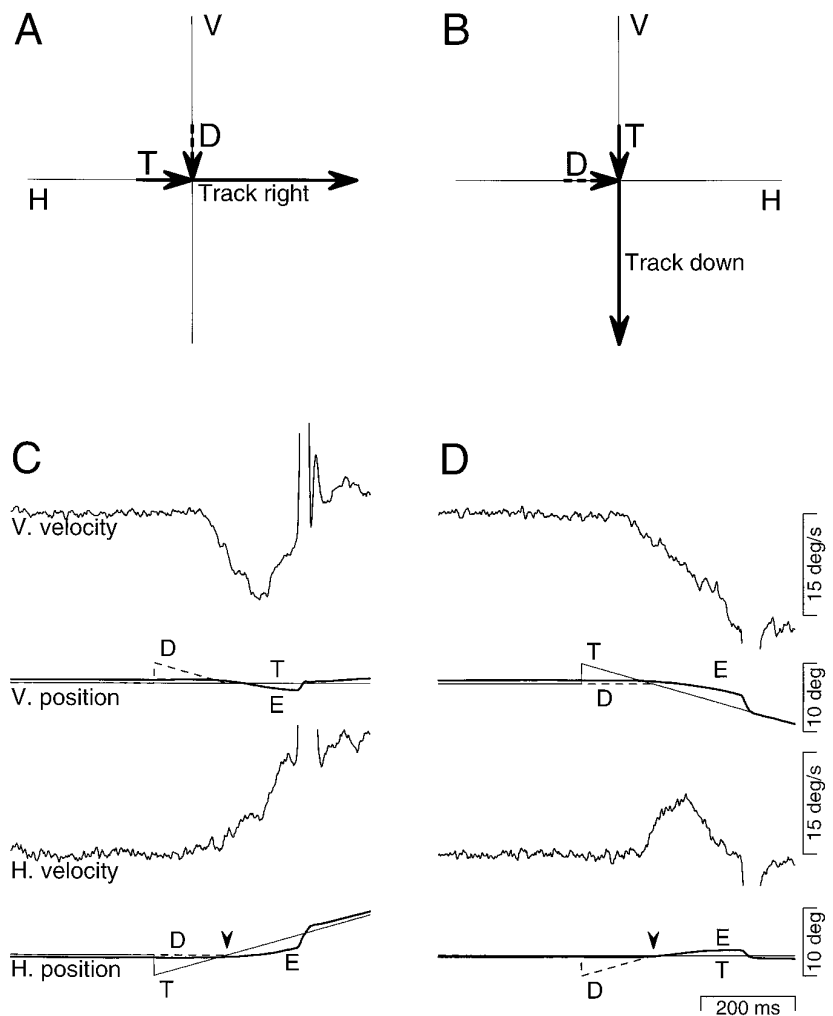 A
V
D
T
Track right
H
B
V
T
D
H
Track down
C
V. velocity
D
T
V. position
E
H. velocity
D
H. position
E
T
D
15 deg/s
T
E
D
10 deg
15 deg/s
E
T
D
10 deg
200 ms